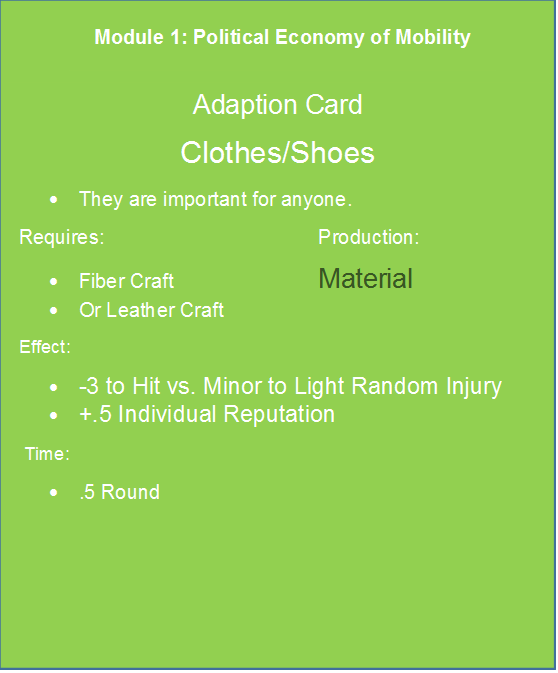 Module 1: Political Economy of Mobility
Adaption Card
Clothes/Shoes
• They are important for anyone.
Requires: Production:
• Fiber Craft Material
• Or Leather Craft
Effect:
• -3 to Hit vs. Minor to Light Random Injury
• +.5 Individual Reputation
Time:
• .5 Round